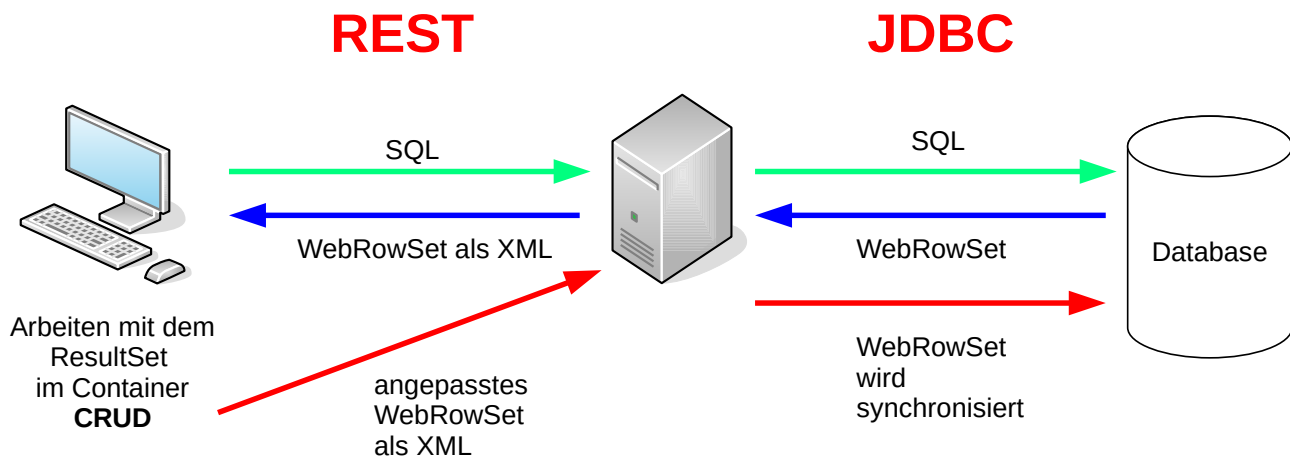 REST
JDBC
SQL
SQL
WebRowSet als XML
WebRowSet
Database
Arbeiten mit dem
ResultSet
im Container
CRUD
angepasstes
WebRowSet
als XML
WebRowSet
wird
synchronisiert